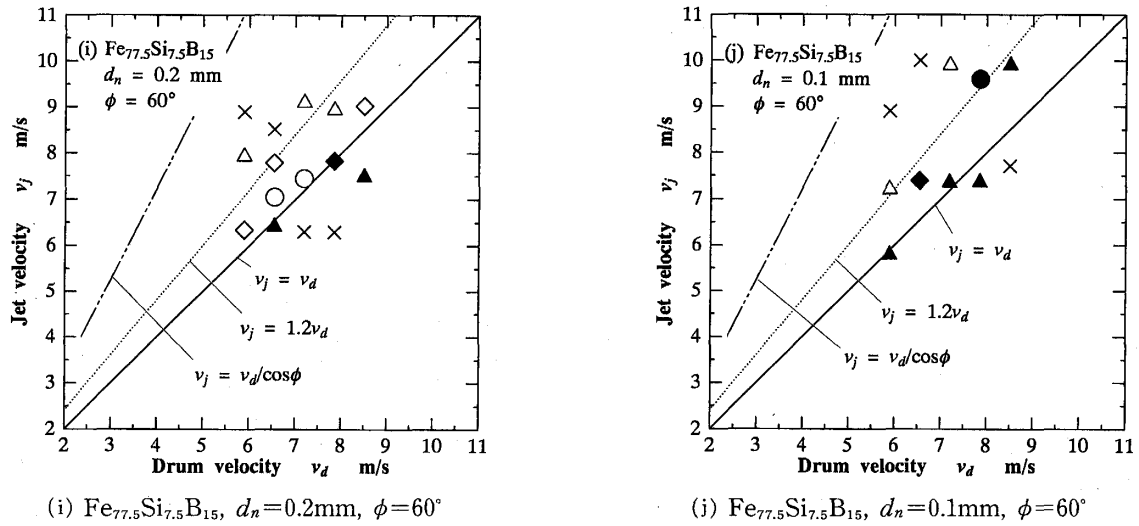 (i) Fe77.5Si7.5B15
dn = 0.2 mm
ϕ = 60°
11
10
9
8
7
6
5
4
3
2
Jet velocity vj m/s
vj = vd
vj = 1.2vd
vj = vd/cosϕ
2 3 4 5 6 7 8 9 10 11
Drum velocity vd m/s
(i) Fe77.5Si7.5B15, dn=0.2mm, ϕ=60°
(j) Fe77.5Si7.5B15
dn = 0.1 mm
ϕ = 60°
11
10
9
8
7
6
5
4
3
2
Jet velocity vj m/s
vj = vd
vj = 1.2vd
vj = vd/cosϕ
2 3 4 5 6 7 8 9 10 11
Drum velocity vd m/s
(j) Fe77.5Si7.5B15, dn=0.1mm, ϕ=60°